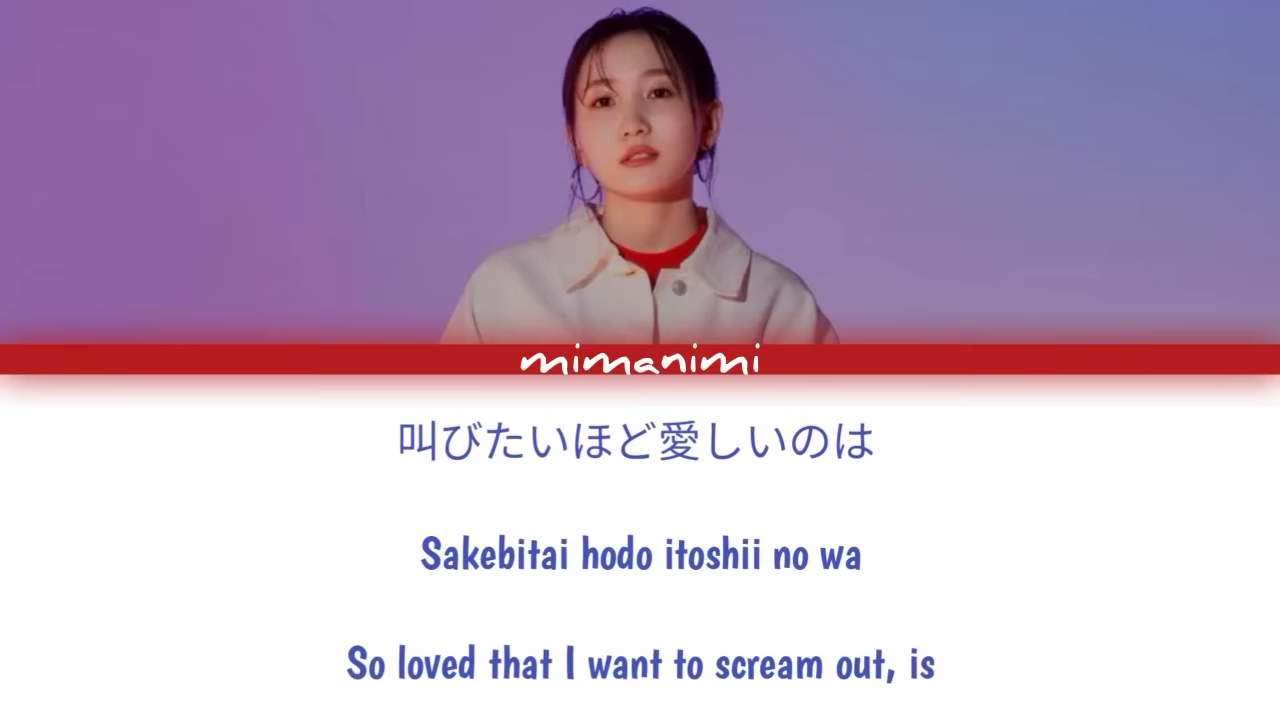 mimanimi
叫びたいほど愛しいのは
Sakebitai hodo itoshii no wa
So loved that I want to scream out, is